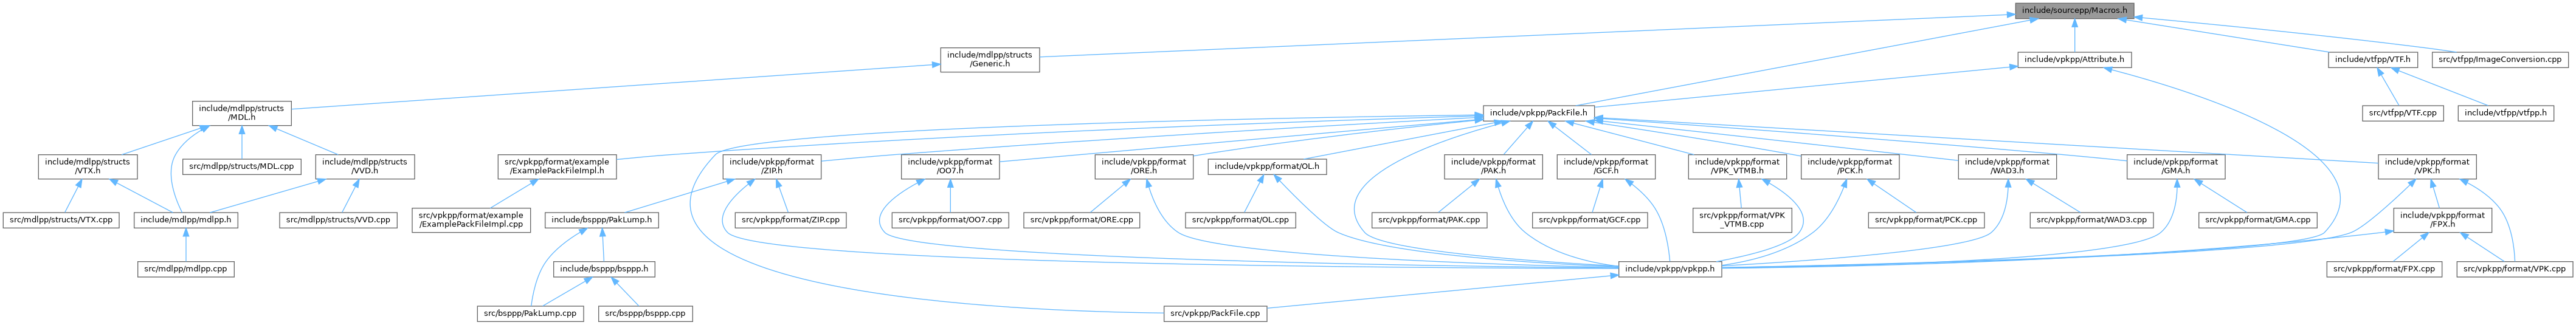 include/sourcepp/Macros.h
include/mdlpp/structs
/Generic.h
include/vpkpp/Attribute.h
include/vtfpp/VTF.h
src/vtfpp/ImageConversion.cpp
include/mdlpp/structs
/MDL.h
include/vpkpp/PackFile.h
src/vtfpp/VTF.cpp
include/vtfpp/vtfpp.h
include/mdlpp/structs
/VTX.h
src/mdlpp/structs/MDL.cpp
include/mdlpp/structs
/VVD.h
src/vpkpp/format/example
/ExamplePackFileImpl.h
include/vpkpp/format
/ZIP.h
include/vpkpp/format
/OO7.h
include/vpkpp/format
/ORE.h
include/vpkpp/format/OL.h
include/vpkpp/format
/PAK.h
include/vpkpp/format
/GCF.h
include/vpkpp/format
/VPK_VTMB.h
include/vpkpp/format
/PCK.h
include/vpkpp/format
/WAD3.h
include/vpkpp/format
/GMA.h
include/vpkpp/format
/VPK.h
src/mdlpp/structs/VTX.cpp
include/mdlpp/mdlpp.h
src/mdlpp/structs/VVD.cpp
src/vpkpp/format/example
/ExamplePackFileImpl.cpp
include/bsppp/PakLump.h
src/vpkpp/format/ZIP.cpp
src/vpkpp/format/OO7.cpp
src/vpkpp/format/ORE.cpp
src/vpkpp/format/OL.cpp
src/vpkpp/format/PAK.cpp
src/vpkpp/format/GCF.cpp
src/vpkpp/format/VPK
_VTMB.cpp
src/vpkpp/format/PCK.cpp
src/vpkpp/format/WAD3.cpp
src/vpkpp/format/GMA.cpp
include/vpkpp/format
/FPX.h
src/mdlpp/mdlpp.cpp
include/bsppp/bsppp.h
include/vpkpp/vpkpp.h
src/vpkpp/format/FPX.cpp
src/vpkpp/format/VPK.cpp
src/bsppp/PakLump.cpp
src/bsppp/bsppp.cpp
src/vpkpp/PackFile.cpp